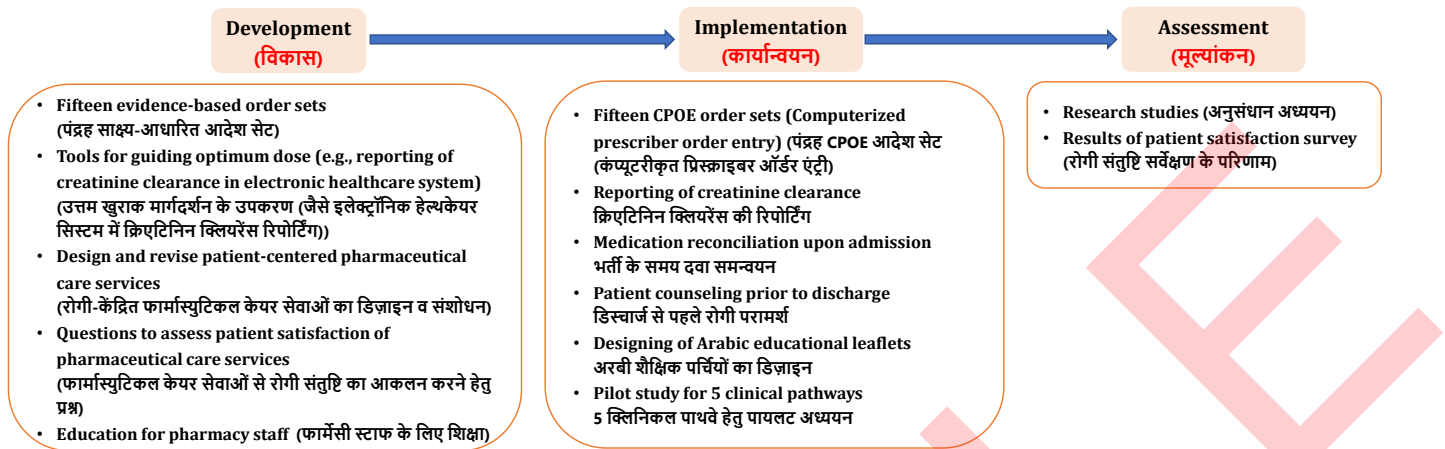 Development
(विकास)
Implementation
(कार्यान्वयन)
Assessment
(मूल्यांकन)
• Fifteen evidence-based order sets
(पंद्रह साक्ष्य-आधारित आदेश सेट)
• Tools for guiding optimum dose (e.g., reporting of
creatinine clearance in electronic healthcare system)
(उत्तम खुराक मार्गदर्शन के उपकरण (जैसे इलेक्ट्रॉनिक हेल्थकेयर
सिस्टम में क्रिएटिनिन क्लियरेंस रिपोर्टिंग))
• Design and revise patient-centered pharmaceutical
care services
(रोगी-केंद्रित फार्मास्युटिकल केयर सेवाओं का डिज़ाइन व संशोधन)
• Questions to assess patient satisfaction of
pharmaceutical care services
(फार्मास्युटिकल केयर सेवाओं से रोगी संतुष्टि का आकलन करने हेतु
प्रश्न)
• Education for pharmacy staff (फार्मेसी स्टाफ के लिए शिक्षा)
• Fifteen CPOE order sets (Computerized
prescriber order entry) (पंद्रह CPOE आदेश सेट
(कंप्यूटरीकृत प्रिस्क्राइबर ऑर्डर एंट्री)
• Reporting of creatinine clearance
क्रिएटिनिन क्लियरेंस की रिपोर्टिंग
• Medication reconciliation upon admission
भर्ती के समय दवा समन्वयन
• Patient counseling prior to discharge
डिस्चार्ज से पहले रोगी परामर्श
• Designing of Arabic educational leaflets
अरबी शैक्षिक पर्चियों का डिज़ाइन
• Pilot study for 5 clinical pathways
5 क्लिनिकल पाथवे हेतु पायलट अध्ययन
• Research studies (अनुसंधान अध्ययन)
• Results of patient satisfaction survey
(रोगी संतुष्टि सर्वेक्षण के परिणाम)